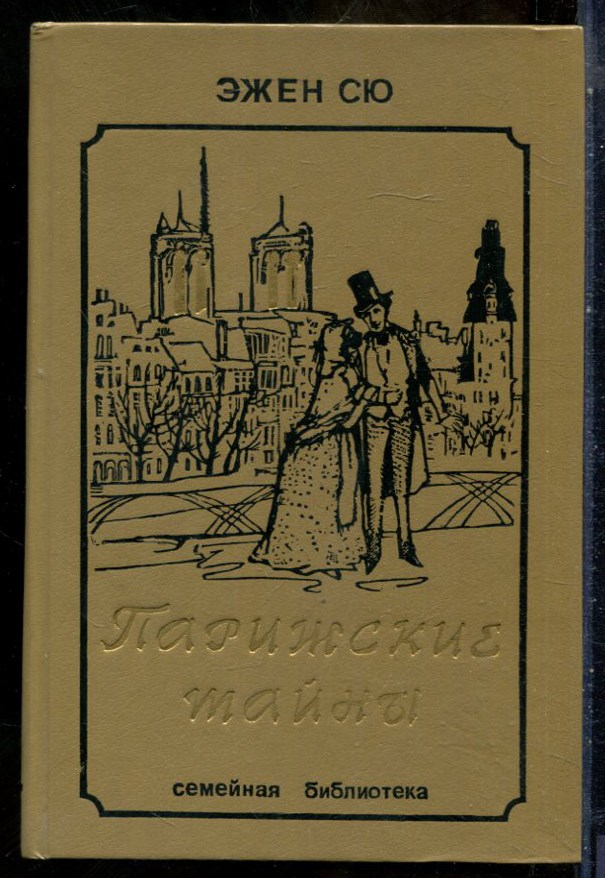 ЭЖЕН СЮ
Парижские
тайны
семейная библиотека